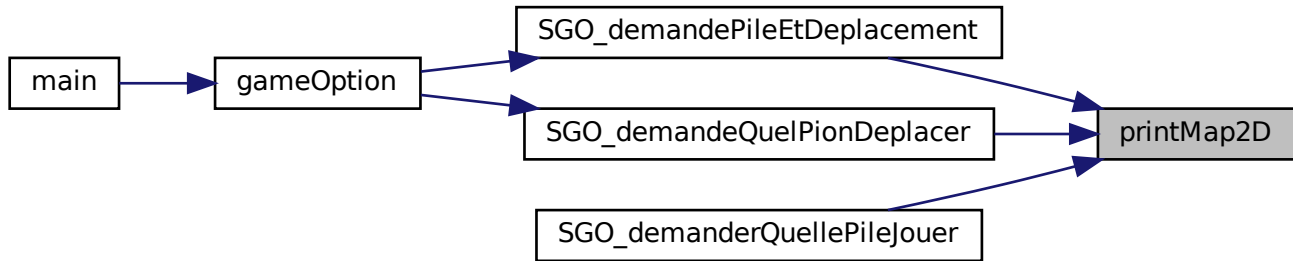 SGO_demandePileEtDeplacement
main
gameOption
SGO_demandeQuelPionDeplacer
printMap2D
SGO_demanderQuellePileJouer